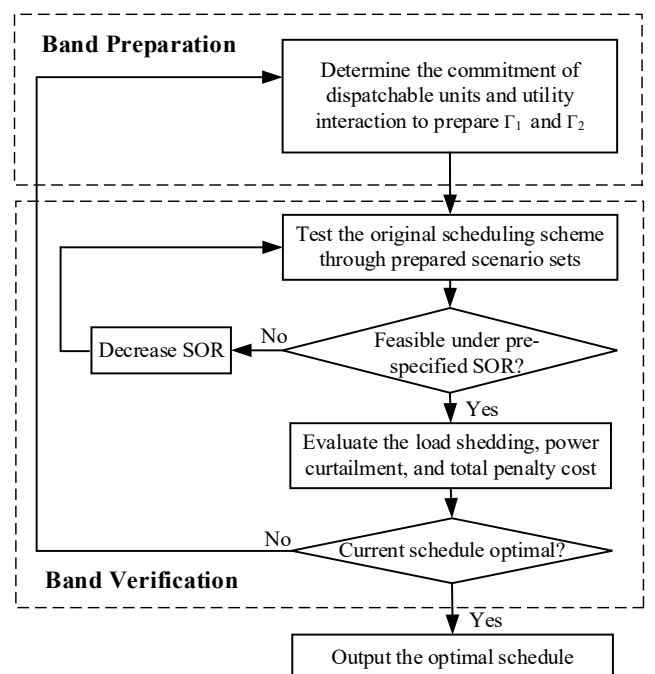 Band Preparation
Determine the commitment of
dispatchable units and utility
interaction to prepare Γ₁ and Γ₂
Test the original scheduling scheme
through prepared scenario sets
Feasible under pre-
specified SOR?
No
Decrease SOR
Yes
Evaluate the load shedding, power
curtailment, and total penalty cost
Current schedule optimal?
No
Band Verification
Yes
Output the optimal schedule